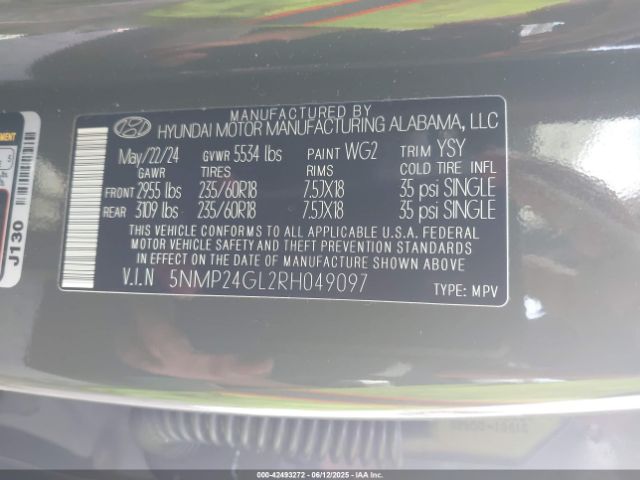 MANUFACTURED BY
HYUNDAI MOTOR MANUFACTURING ALABAMA, LLC
May/22/24 GVWR 5534 lbs PAINT WG2 TRIM YSY
GAWR TIRES RIMS COLD TIRE INFL
FRONT 2955 lbs 235/60R18 7.5JX18 35 psi SINGLE
REAR 3109 lbs 235/60R18 7.5JX18 35 psi SINGLE
THIS VEHICLE CONFORMS TO ALL APPLICABLE U.S.A. FEDERAL
MOTOR VEHICLE SAFETY AND THEFT PREVENTION STANDARDS
IN EFFECT ON THE DATE OF MANUFACTURE SHOWN ABOVE.
V.I.N 5NMP24GL2RH049097 TYPE: MPV
J130
000-42493272 - 06/12/2025 - COPYRIGHT IAA, LLC